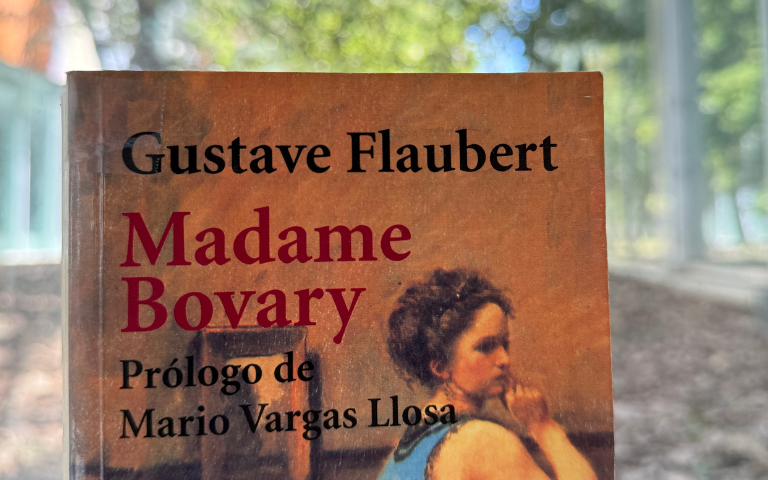 Gustave Flaubert
Madame
Bovary
Prólogo de
Mario Vargas Llosa